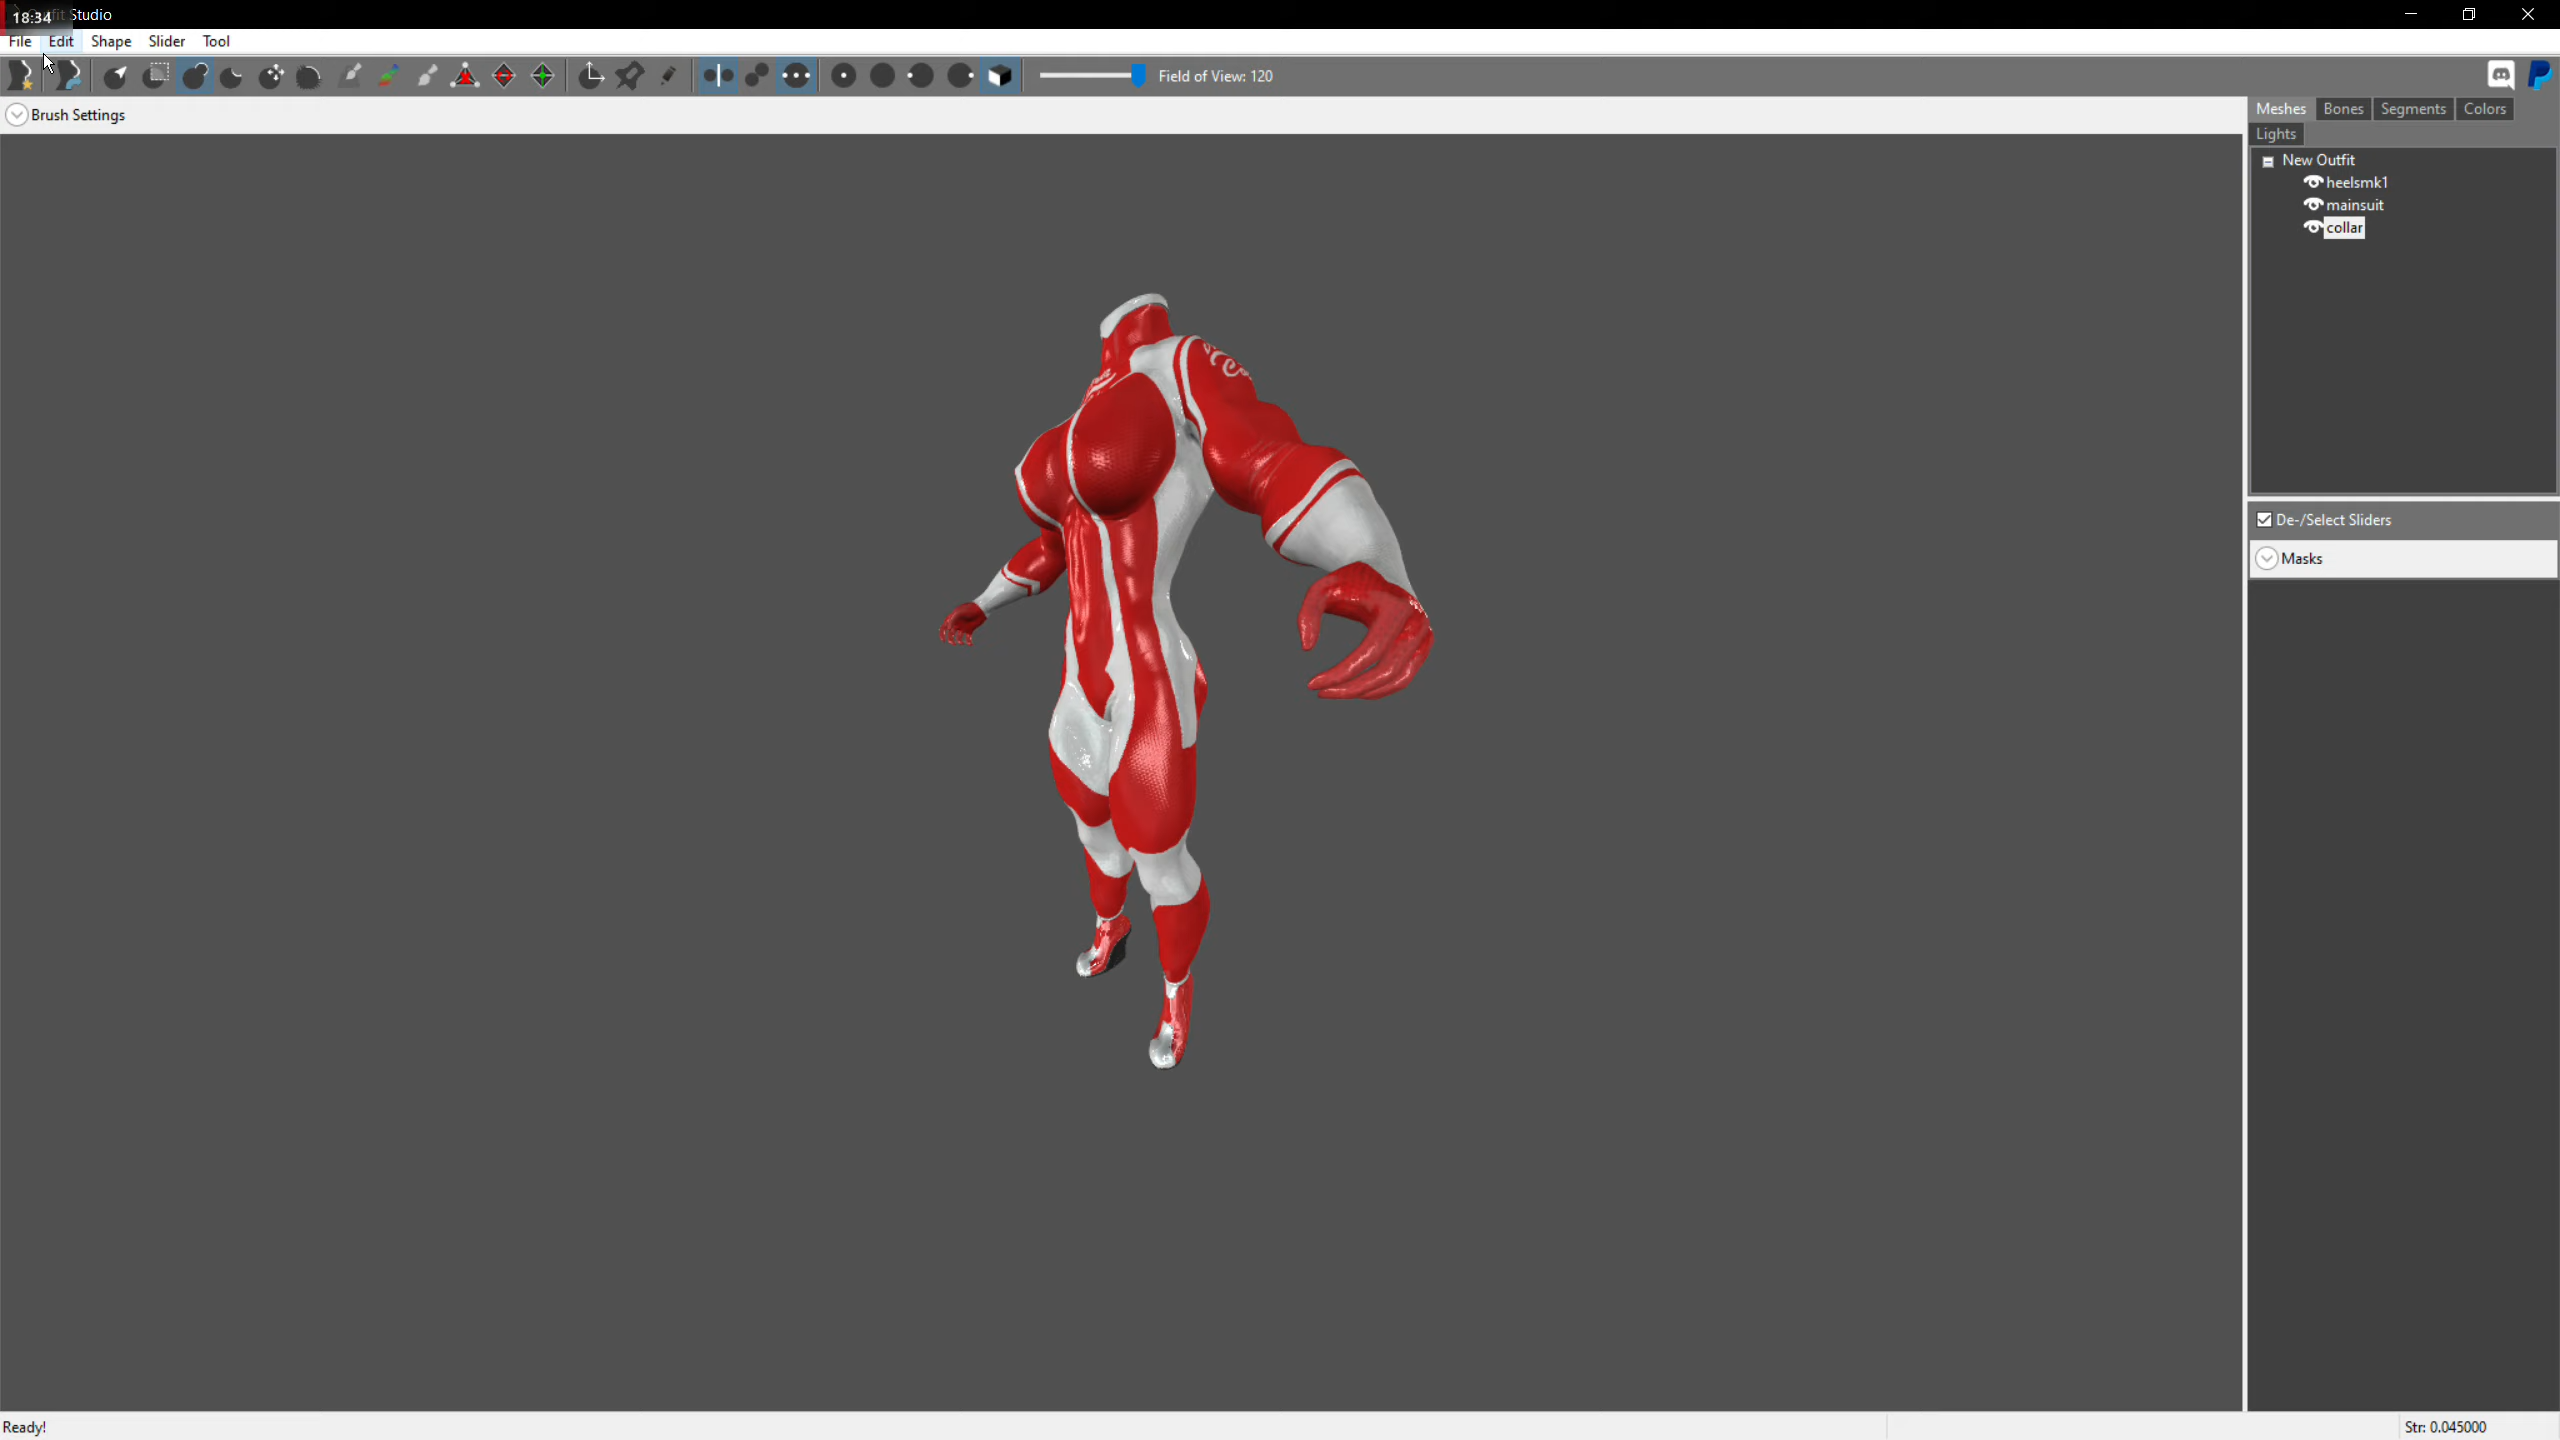 18:34
Studio
File Edit Shape Slider Tool
Field of View: 120
Brush Settings
Meshes Bones Segments Colors
Lights
New Outfit
heelsmk1
mainsuit
collar
De-/Select Sliders
Masks
Ready!
Str: 0.045000